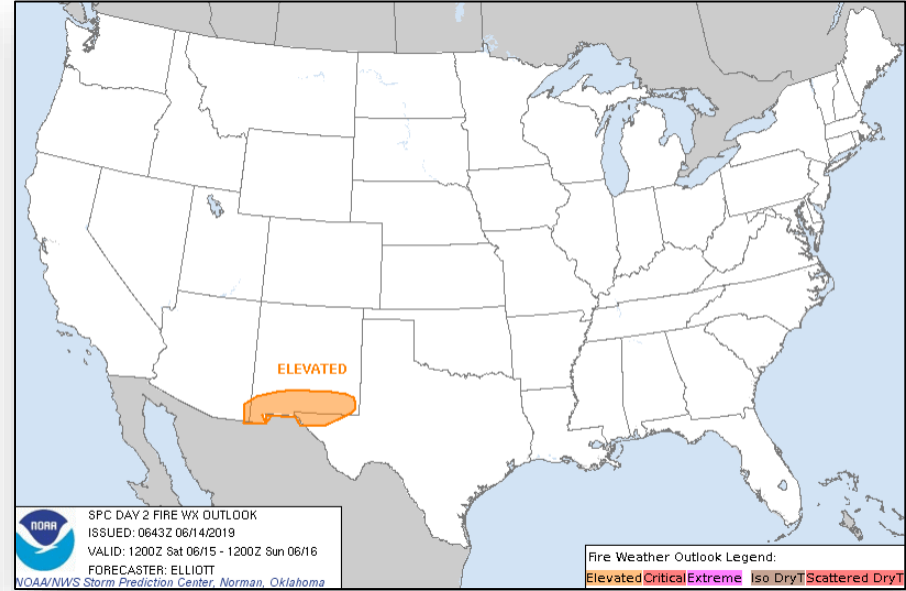 ELEVATED
NOAA
SPC DAY 2 FIRE WX OUTLOOK
ISSUED: 0643Z 06/14/2019
VALID: 1200Z Sat 06/15 - 1200Z Sun 06/16
FORECASTER: ELLIOTT
NOAA/NWS Storm Prediction Center, Norman, Oklahoma
Fire Weather Outlook Legend:
Elevated Critical Extreme Iso DryT Scattered DryT